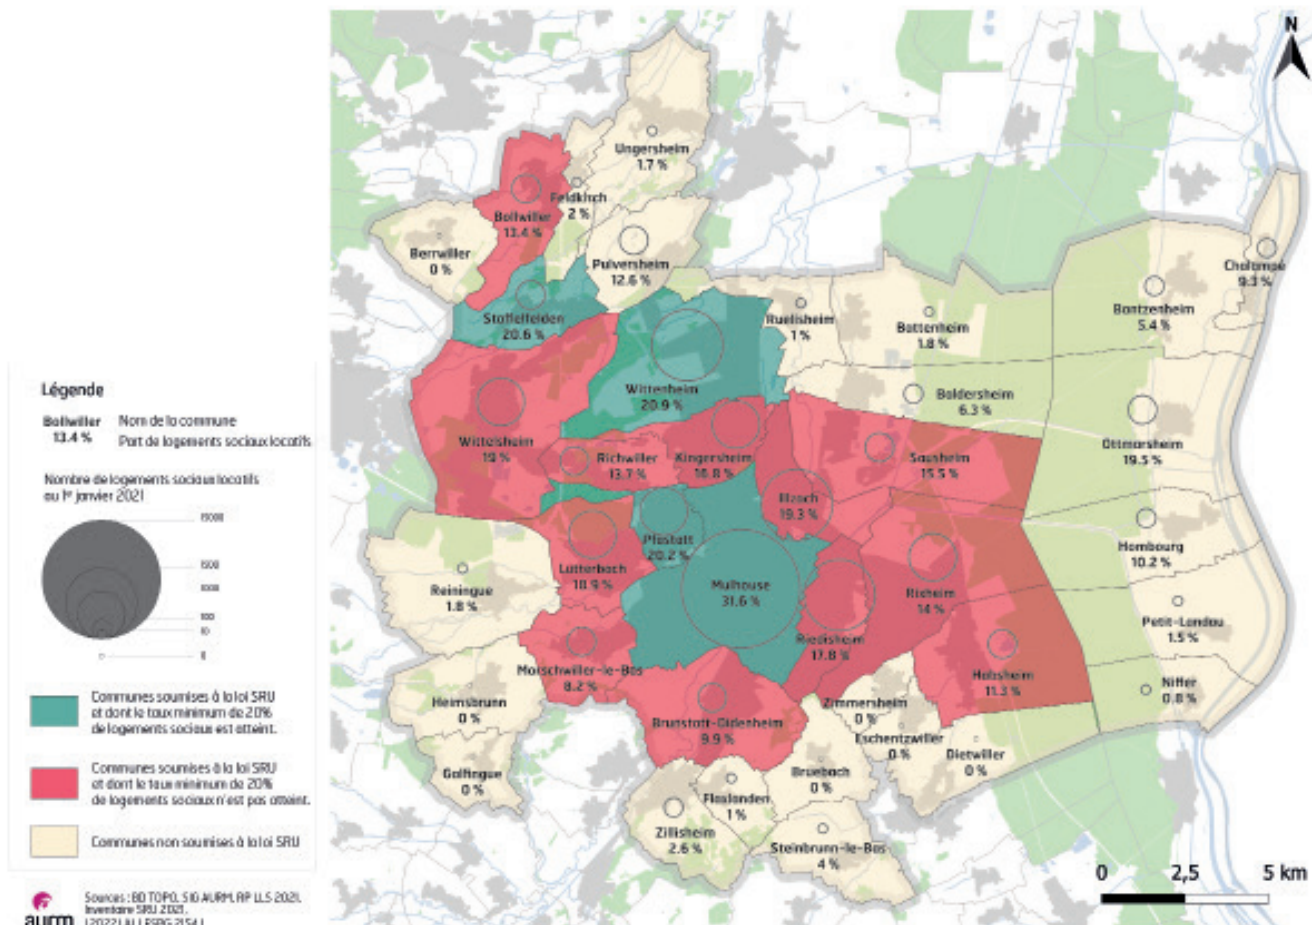 N
Ungersheim
1.7 %
Feldkirch
2 %
Bollwiller
13.4 %
Berrwiller
0 %
Pulversheim
12.6 %
Chalampé
9.3 %
Bantzenheim
5.4 %
Staffelfelden
20.6 %
Ruelisheim
1 %
Battenheim
1.8 %
Wittenheim
20.9 %
Baldersheim
6.3 %
Ottmarsheim
19.5 %
Wittelsheim
19 %
Richwiller
13.7 %
Kingersheim
16.8 %
Sausheim
15.5 %
Illzach
19.3 %
Pfastatt
20.2 %
Lutterbach
18.9 %
Hombourg
10.2 %
Reiningue
1.8 %
Mulhouse
31.6 %
Rixheim
14 %
Petit-Landau
1.5 %
Riedisheim
17.8 %
Morschwiller-le-Bas
8.2 %
Habsheim
11.3 %
Niffer
0.8 %
Heimsbrunn
0 %
Brunstatt-Didenheim
9.9 %
Zimmersheim
0 %
Eschentzwiller
0 %
Dietwiller
0 %
Galfingue
0 %
Bruebach
0 %
Flaxlanden
1 %
Zillisheim
2.6 %
Steinbrunn-le-Bas
4 %
0 2,5 5 km
Légende
Bollwiller Nom de la commune
13.4 % Part de logements sociaux locatifs
Nombre de logements sociaux locatifs
au 1er janvier 2021
15000
1500
1000
100
10
0
Communes soumises à la loi SRU
et dont le taux minimum de 20%
de logements sociaux est atteint.
Communes soumises à la loi SRU
et dont le taux minimum de 20%
de logements sociaux n'est pas atteint.
Communes non soumises à la loi SRU
aurm
Sources : BD TOPO, SIG AURM, RP LLS 2021,
Inventaire SRU 2021.